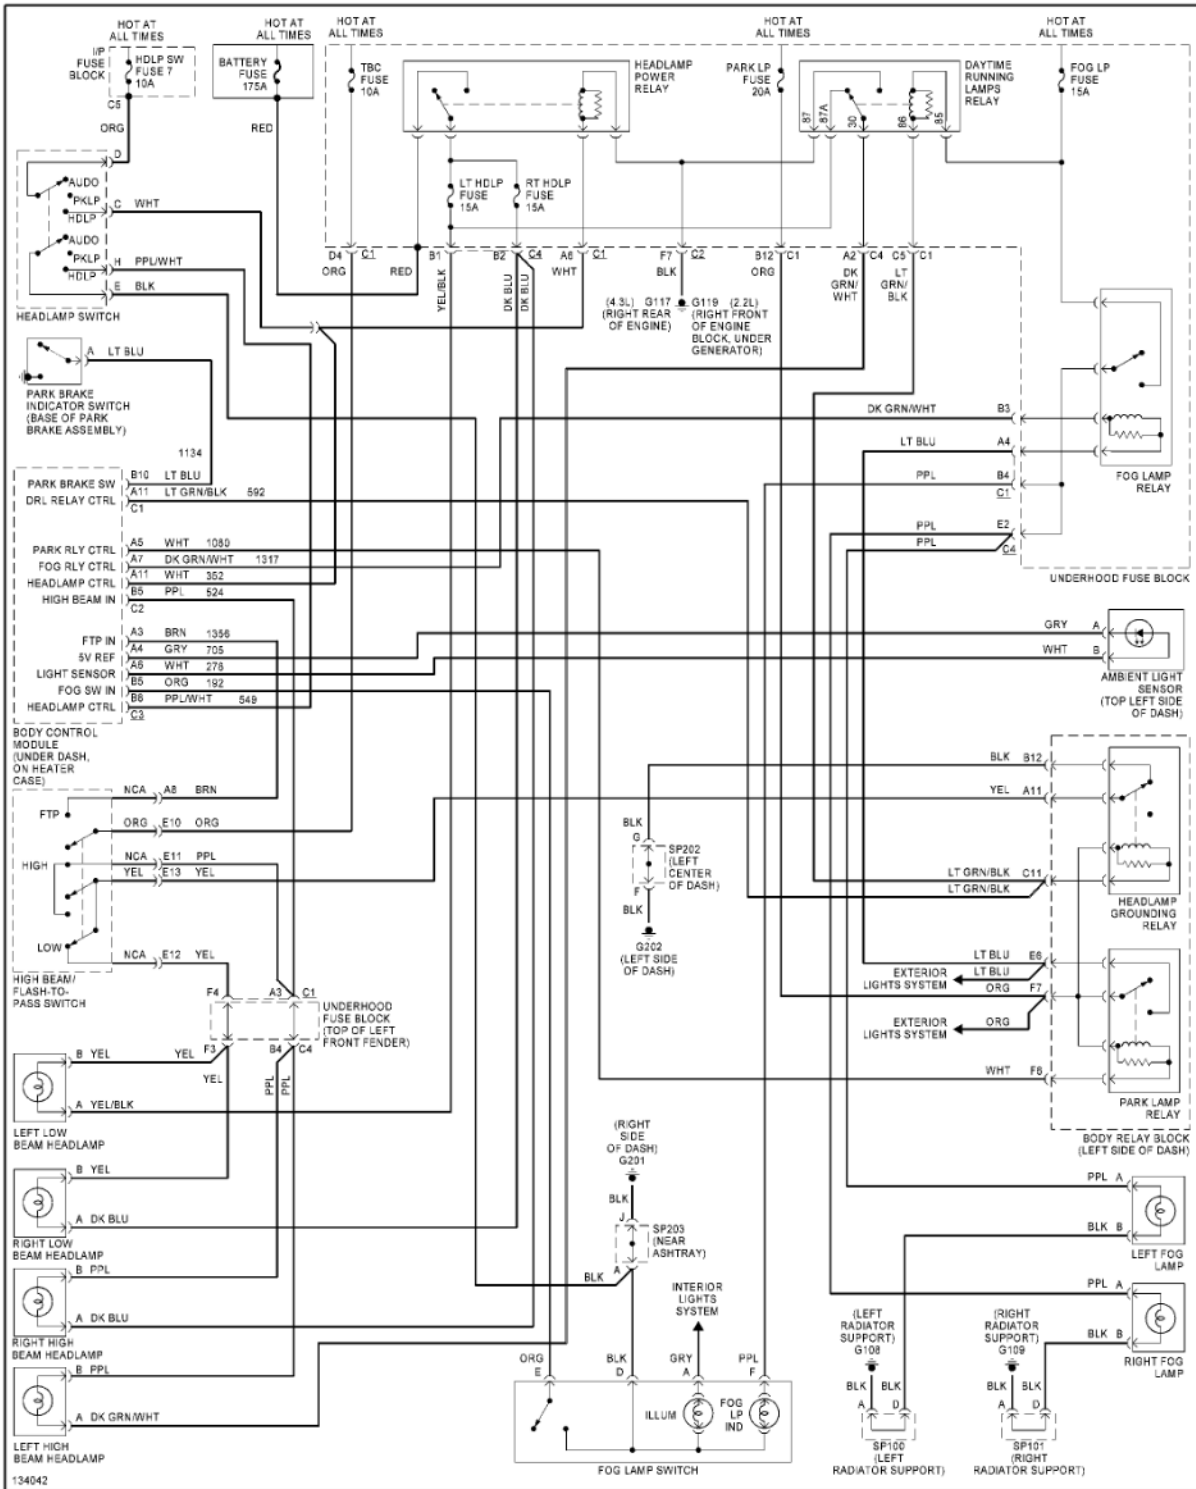 HOT AT
ALL TIMES
HOT AT
ALL TIMES
HOT AT
ALL TIMES
HOT AT
ALL TIMES
HOT AT
ALL TIMES
I/P
FUSE
BLOCK
HDLP SW
FUSE 7
10A
C5
ORG
BATTERY
FUSE
175A
RED
TBC
FUSE
10A
HEADLAMP
POWER
RELAY
PARK LP
FUSE
20A
87
87A
30
86
85
DAYTIME
RUNNING
LAMPS
RELAY
FOG LP
FUSE
15A
LT HDLP
FUSE
15A
RT HDLP
FUSE
15A
D
AUDO
PKLP
HDLP
C WHT
AUDO
PKLP
HDLP
H PPL/WHT
E BLK
HEADLAMP SWITCH
D4 C1
ORG
RED
B1
YEL/BLK
B2 C4
DK BLU
DK BLU
A6 C1
WHT
F7 C2
BLK
B12 C1
ORG
A2 C4
DK
GRN/
WHT
C5 C1
LT
GRN/
BLK
(4.3L) G117
(RIGHT REAR
OF ENGINE)
G119 (2.2L)
(RIGHT FRONT
OF ENGINE
BLOCK, UNDER
GENERATOR)
A LT BLU
PARK BRAKE
INDICATOR SWITCH
(BASE OF PARK
BRAKE ASSEMBLY)
1134
DK GRN/WHT B3
LT BLU A4
PPL B4
C1
PPL E2
PPL
C4
FOG LAMP
RELAY
UNDERHOOD FUSE BLOCK
PARK BRAKE SW B10 LT BLU
DRL RELAY CTRL A11 LT GRN/BLK 592
C1
PARK RLY CTRL A5 WHT 1080
FOG RLY CTRL A7 DK GRN/WHT 1317
HEADLAMP CTRL A11 WHT 352
HIGH BEAM IN B5 PPL 524
C2
FTP IN A3 BRN 1356
5V REF A4 GRY 705
LIGHT SENSOR A6 WHT 278
FOG SW IN B5 ORG 192
HEADLAMP CTRL B6 PPL/WHT 549
C3
BODY CONTROL
MODULE
(UNDER DASH,
ON HEATER
CASE)
GRY A
WHT B
AMBIENT LIGHT
SENSOR
(TOP LEFT SIDE
OF DASH)
FTP
NCA A8 BRN
ORG E10 ORG
HIGH
NCA E11 PPL
YEL E13 YEL
LOW
NCA E12 YEL
HIGH BEAM/
FLASH-TO-
PASS SWITCH
F4 A3 C1
UNDERHOOD
FUSE BLOCK
(TOP OF LEFT
FRONT FENDER)
F3 B4 C4
YEL
PPL
PPL
BLK
G
SP202
(LEFT
CENTER
OF DASH)
F
BLK
G202
(LEFT SIDE
OF DASH)
BLK B12
YEL A11
LT GRN/BLK C11
LT GRN/BLK
HEADLAMP
GROUNDING
RELAY
LT BLU E6
EXTERIOR
LIGHTS SYSTEM
LT BLU
ORG F7
EXTERIOR
LIGHTS SYSTEM
ORG
WHT F6
PARK LAMP
RELAY
BODY RELAY BLOCK
(LEFT SIDE OF DASH)
B YEL YEL
A YEL/BLK
LEFT LOW
BEAM HEADLAMP
B YEL
A DK BLU
RIGHT LOW
BEAM HEADLAMP
B PPL
A DK BLU
RIGHT HIGH
BEAM HEADLAMP
B PPL
A DK GRN/WHT
LEFT HIGH
BEAM HEADLAMP
(RIGHT
SIDE
OF DASH)
G201
BLK
J
SP203
(NEAR
ASHTRAY)
A
BLK
INTERIOR
LIGHTS
SYSTEM
ORG
E
BLK
D
GRY
A
PPL
F
ILLUM
FOG
LP
IND
FOG LAMP SWITCH
PPL A
BLK B
LEFT FOG
LAMP
PPL A
BLK B
RIGHT FOG
LAMP
(LEFT
RADIATOR
SUPPORT)
G108
BLK BLK
A D
SP100
(LEFT
RADIATOR SUPPORT)
(RIGHT
RADIATOR
SUPPORT)
G109
BLK BLK
A D
SP101
(RIGHT
RADIATOR SUPPORT)
134042